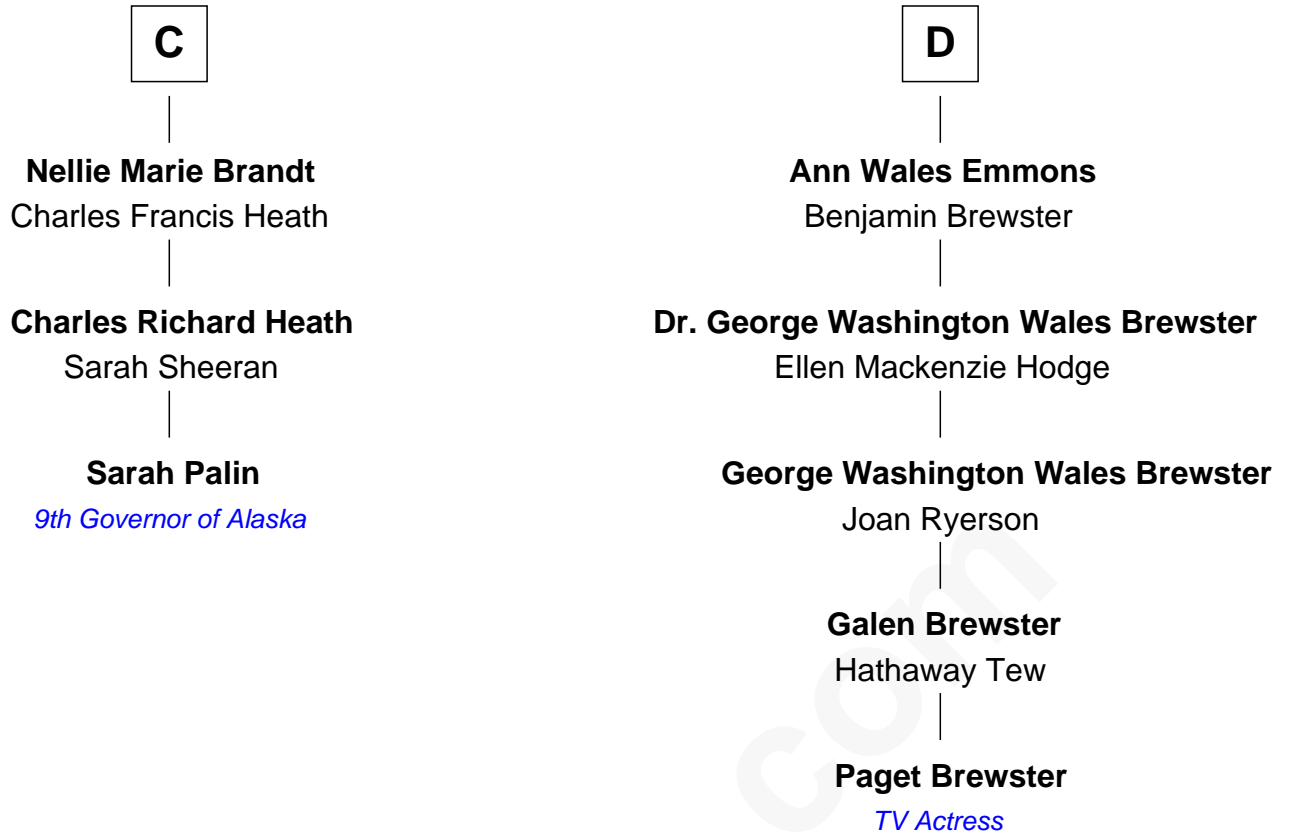 C
Nellie Marie Brandt
Charles Francis Heath
Charles Richard Heath
Sarah Sheeran
Sarah Palin
9th Governor of Alaska
D
Ann Wales Emmons
Benjamin Brewster
Dr. George Washington Wales Brewster
Ellen Mackenzie Hodge
George Washington Wales Brewster
Joan Ryerson
Galen Brewster
Hathaway Tew
Paget Brewster
TV Actress
com